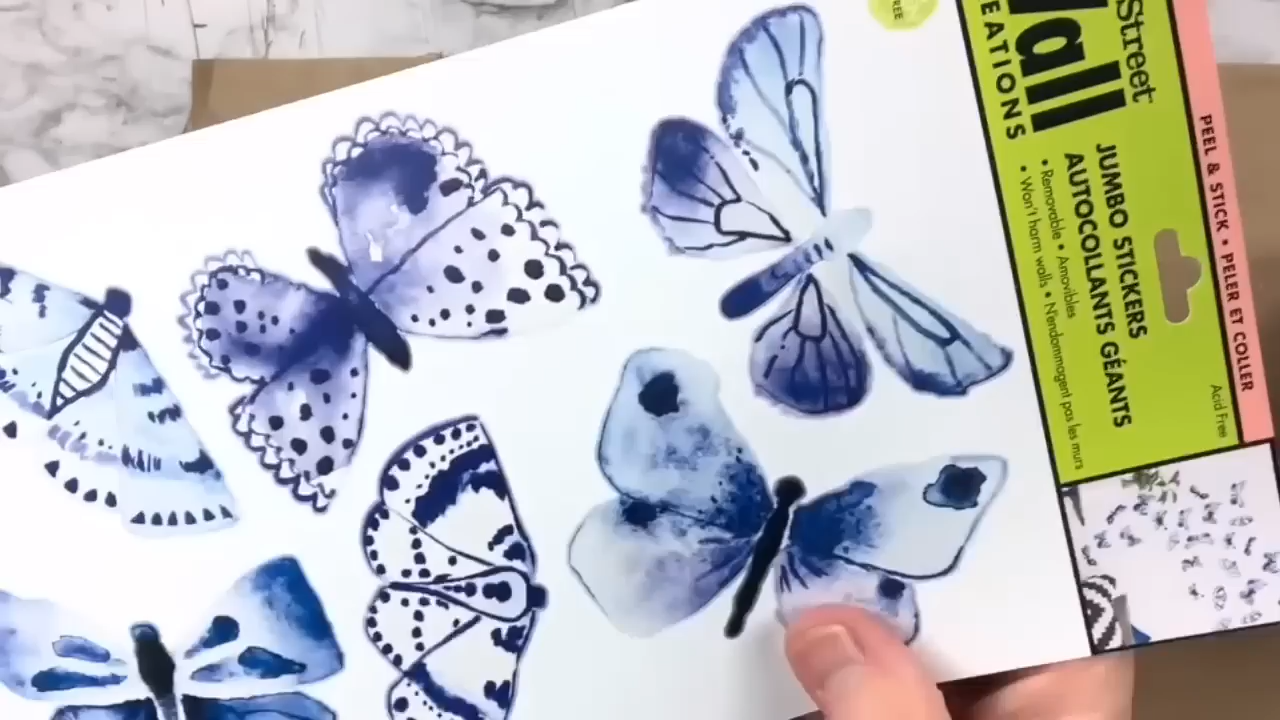 REE
Street
Wall
EATIONS
JUMBO STICKERS
AUTOCOLLANTS GÉANTS
• Removable • Amovibles
• Won't harm walls • N'endommagent pas les murs
PEEL & STICK • PELER ET COLLER
Acid Free